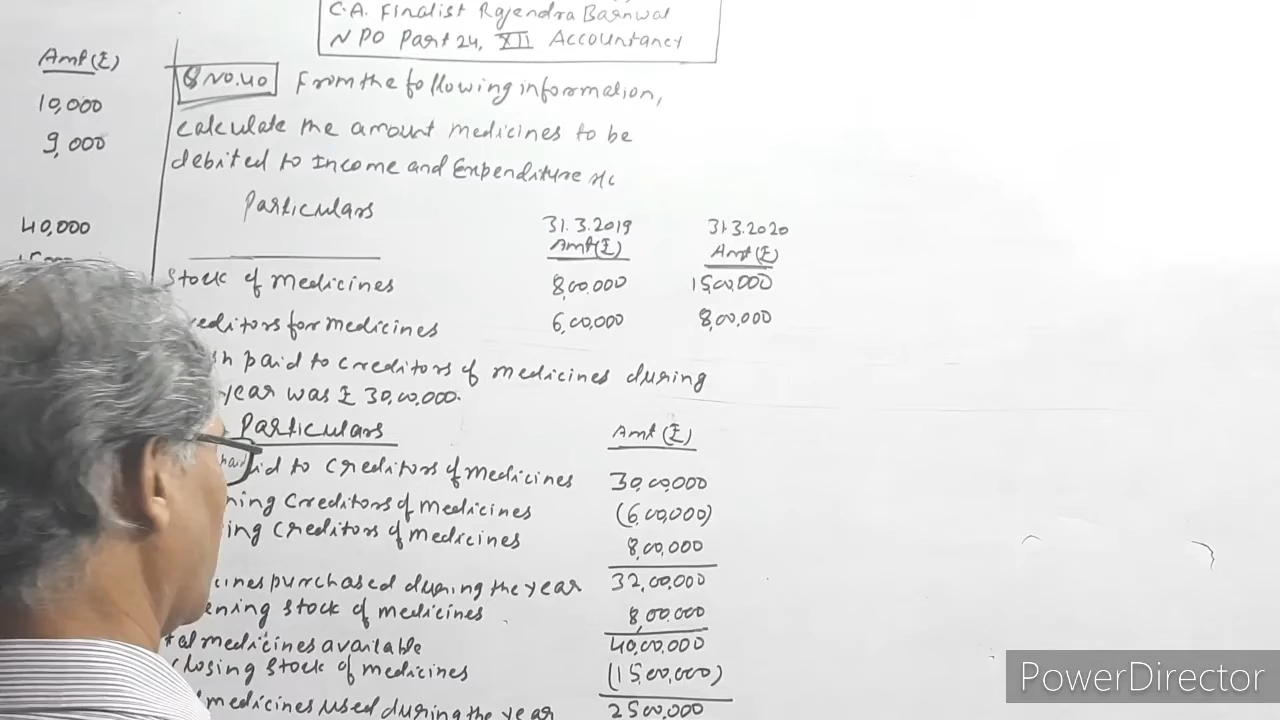 C.A. Finalist Rajendra Barnwal
NPO Part 24, XII Accountancy
Amt(₹)
10,000
9,000
40,000
Q No.40 From the following information,
calculate the amount medicines to be
debited to Income and Expenditure A/c
Particulars 31.3.2019 31.3.2020
Amt(₹) Amt(₹)
Stock of medicines 8,00,000 15,00,000
reditors for medicines 6,00,000 8,00,000
sh paid to creditors of medicines during
year was ₹ 30,00,000.
Particulars Amt(₹)
paid to creditors of medicines 30,00,000
ning creditors of medicines (6,00,000)
ing creditors of medicines 8,00,000
cines purchased during the year 32,00,000
ening stock of medicines 8,00,000
tal medicines available 40,00,000
closing stock of medicines (15,00,000)
medicines used during the year 2500,000
PowerDirector